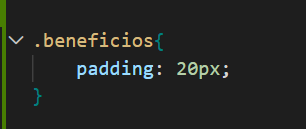 .beneficios{
    padding: 20px;
}